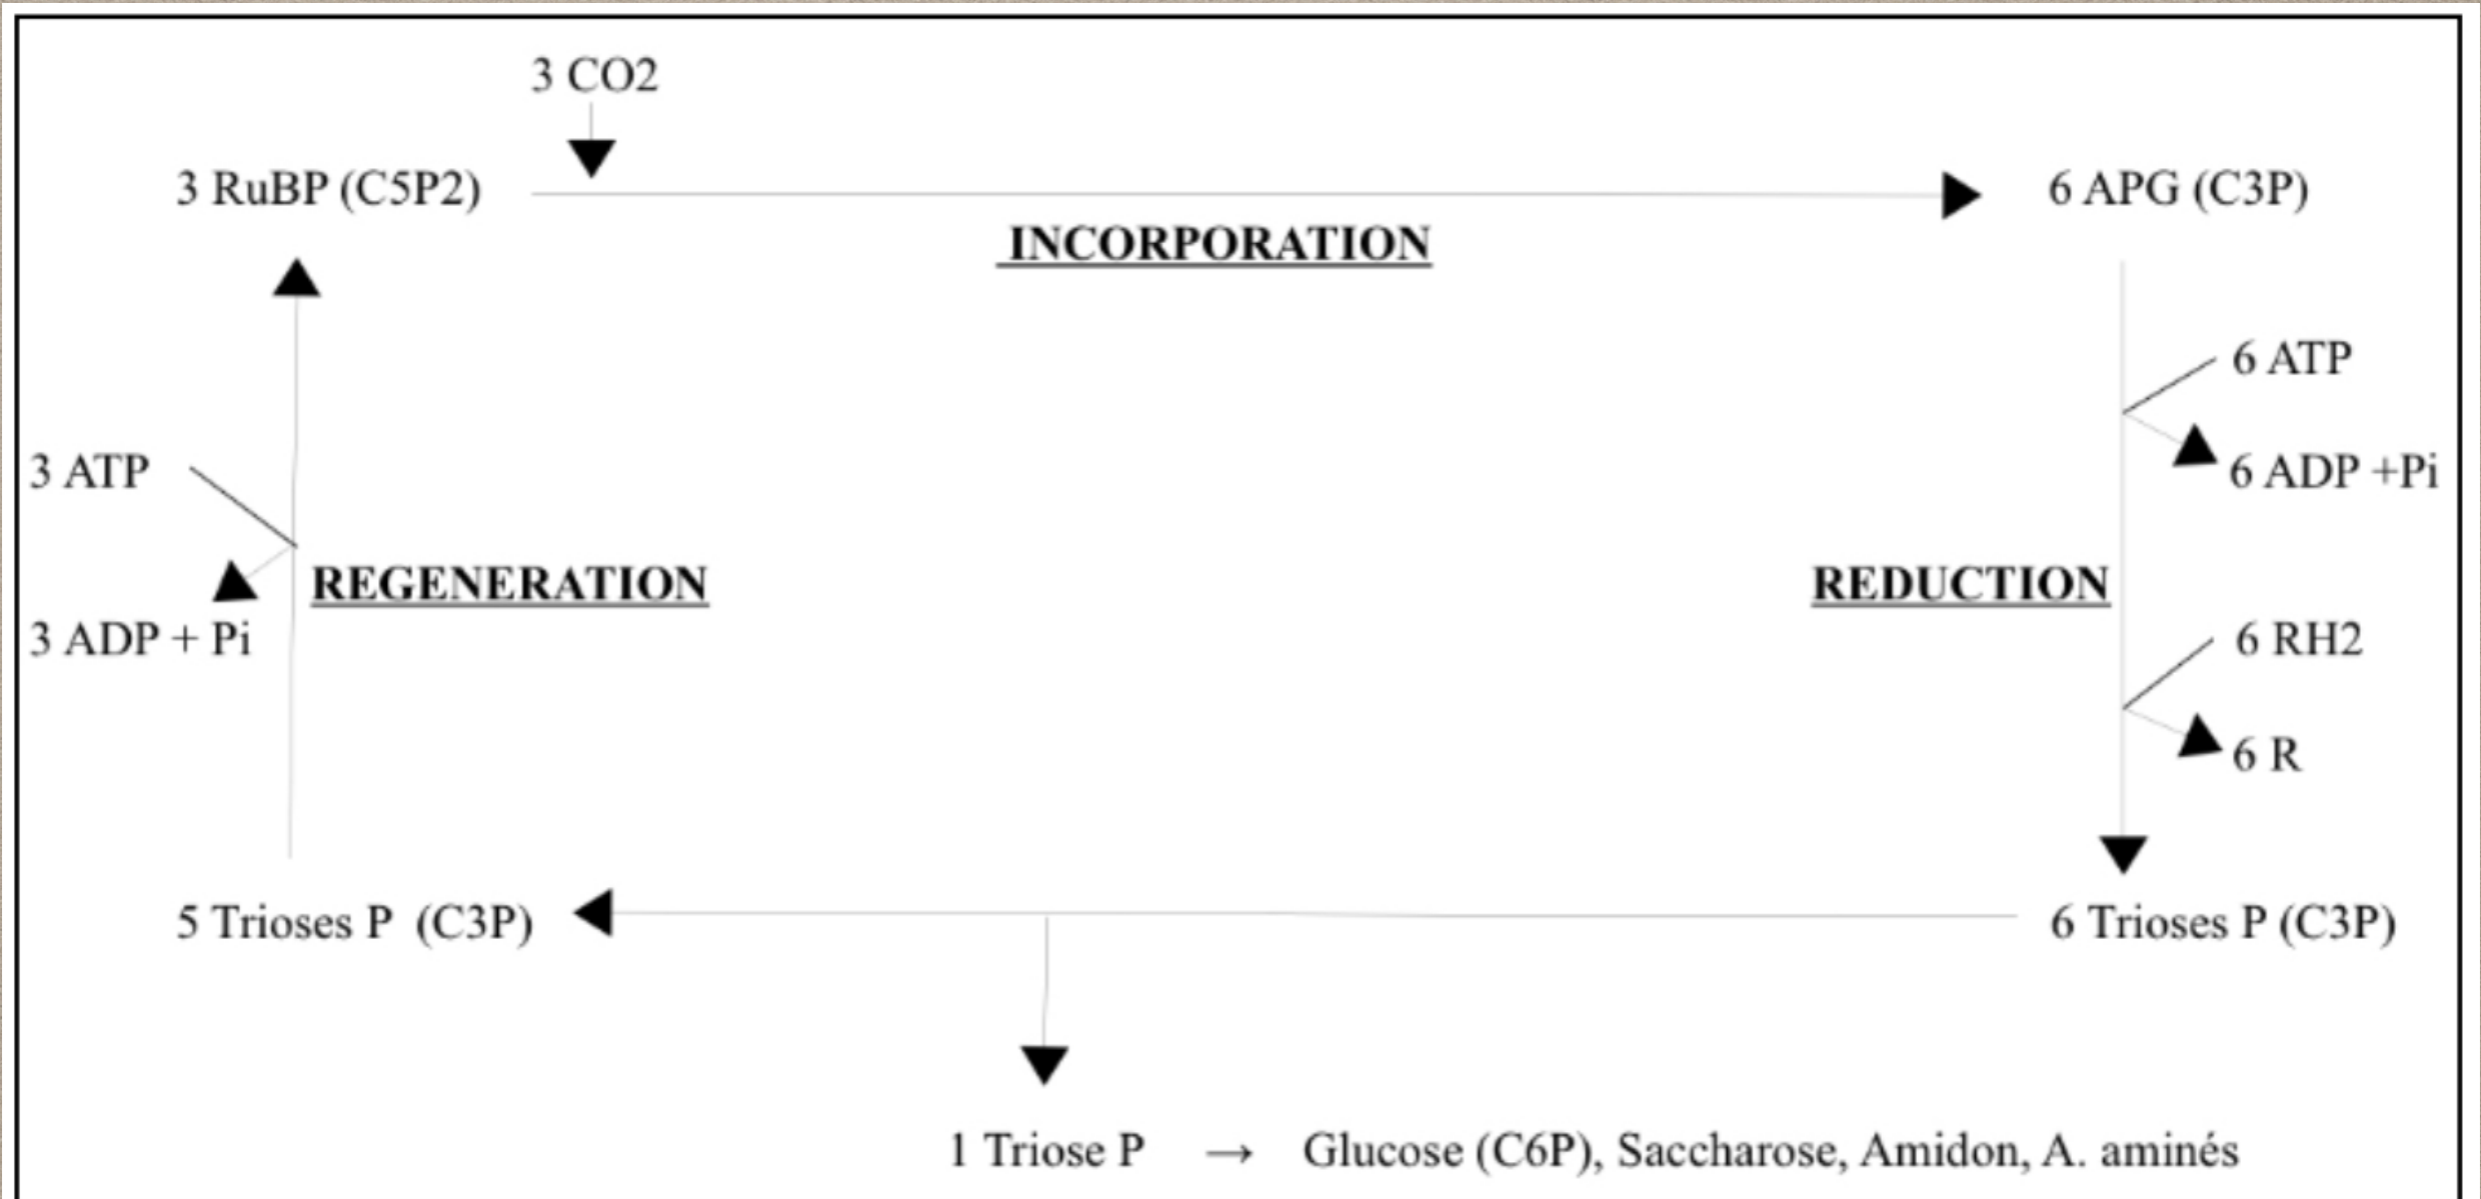 3 CO2
3 RuBP (C5P2)
6 APG (C3P)
INCORPORATION
6 ATP
3 ATP
6 ADP +Pi
REGENERATION
REDUCTION
3 ADP + Pi
6 RH2
6 R
5 Trioses P (C3P)
6 Trioses P (C3P)
1 Triose P → Glucose (C6P), Saccharose, Amidon, A. aminés